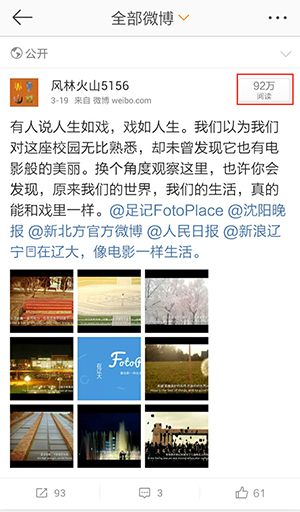 全部微博
公开
风林火山5156
3-19 来自 微博 weibo.com
92万
阅读
有人说人生如戏，戏如人生。我们以为我们
对这座校园无比熟悉，却未曾发现它也有电
影般的美丽。换个角度观察这里，也许你会
发现，原来我们的世界，我们的生活，真的
能和戏里一样。@足记FotoPlace @沈阳晚
报 @新北方官方微博 @人民日报 @新浪辽
宁 在辽大，像电影一样生活。
93
3
61